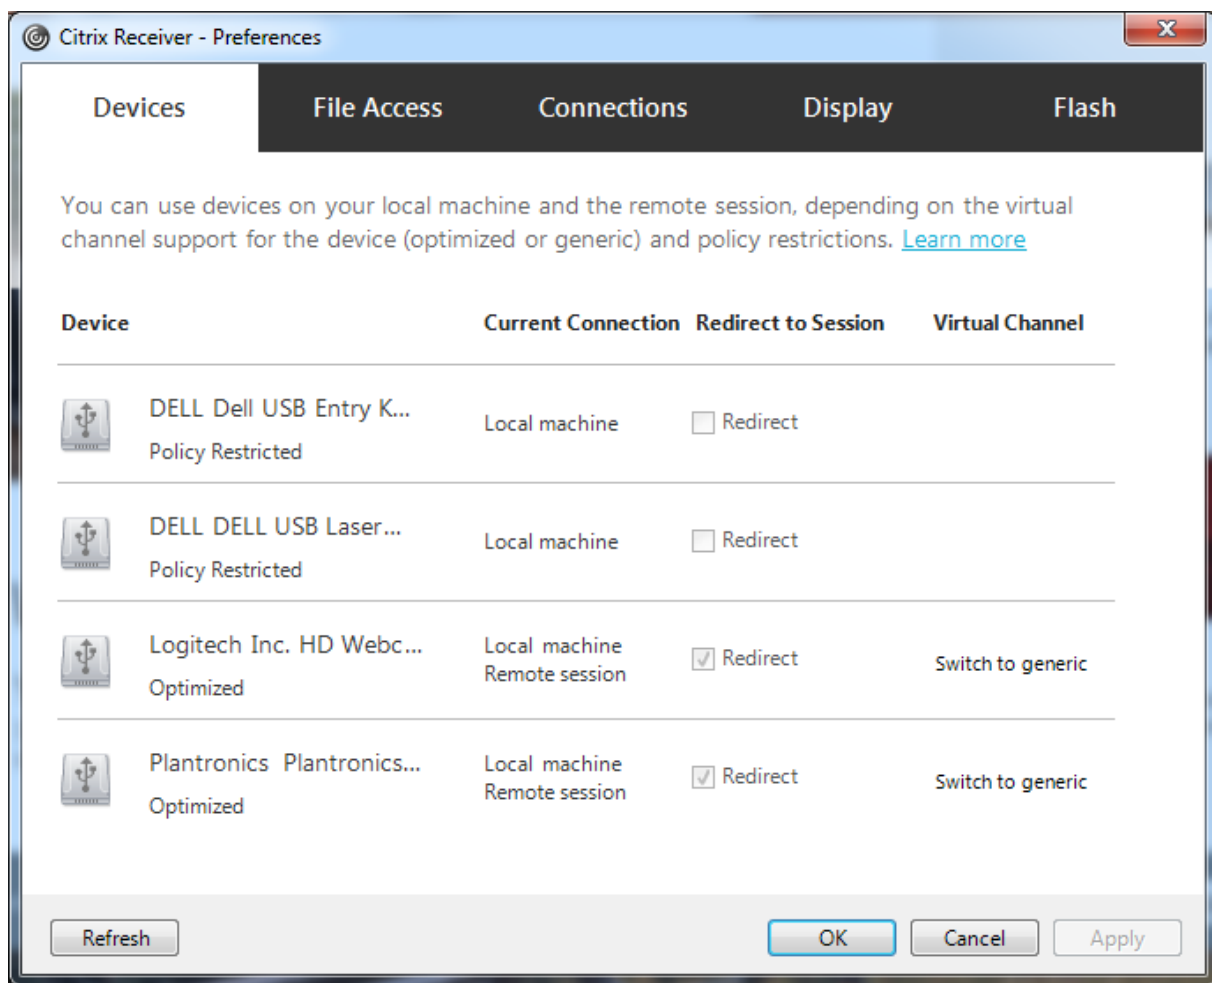 Citrix Receiver - Preferences
Devices File Access Connections Display Flash
You can use devices on your local machine and the remote session, depending on the virtual
channel support for the device (optimized or generic) and policy restrictions. Learn more
Device Current Connection Redirect to Session Virtual Channel
DELL Dell USB Entry K...
Policy Restricted
Local machine
Redirect
DELL DELL USB Laser...
Policy Restricted
Local machine
Redirect
Logitech Inc. HD Webc...
Optimized
Local machine
Remote session
Redirect
Switch to generic
Plantronics Plantronics...
Optimized
Local machine
Remote session
Redirect
Switch to generic
Refresh OK Cancel Apply